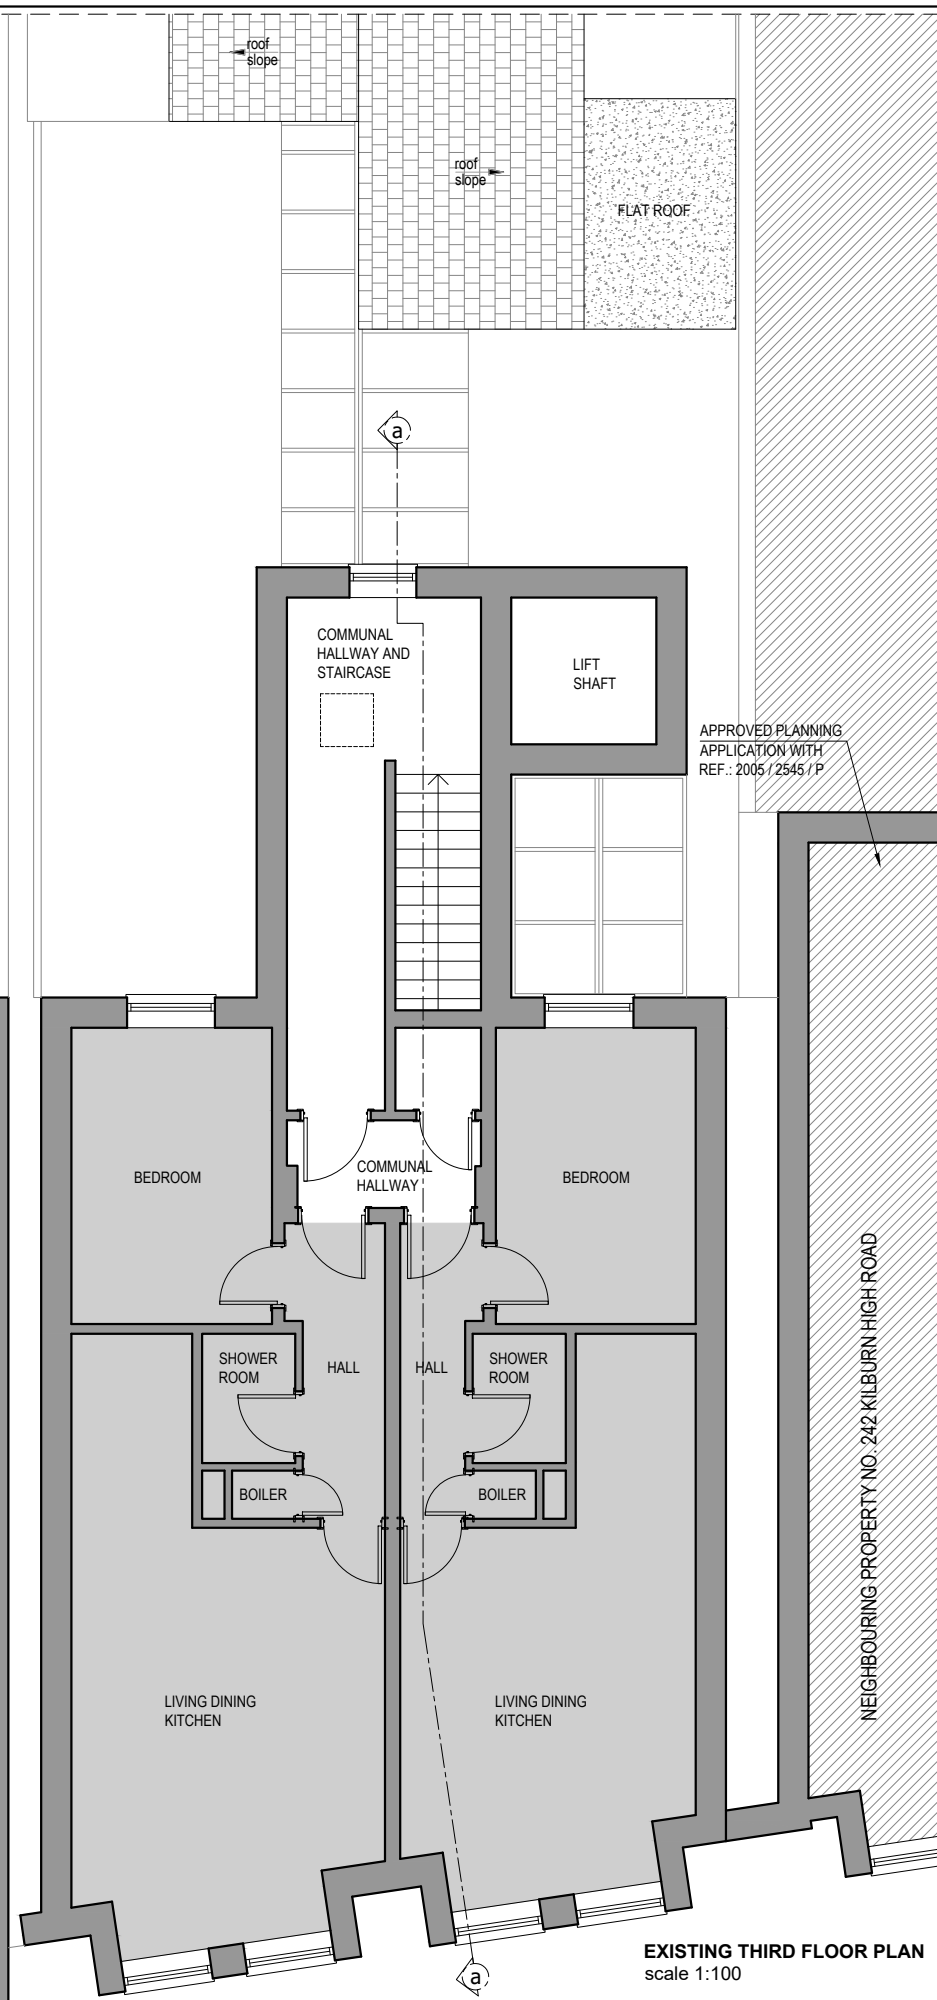 roof
slope
roof
slope
FLAT ROOF
a
COMMUNAL
HALLWAY AND
STAIRCASE
LIFT
SHAFT
APPROVED PLANNING
APPLICATION WITH
REF.: 2005 / 2545 / P
BEDROOM
COMMUNAL
HALLWAY
BEDROOM
SHOWER
ROOM
HALL
HALL
SHOWER
ROOM
BOILER
BOILER
NEIGHBOURING PROPERTY NO. 242 KILBURN HIGH ROAD
LIVING DINING
KITCHEN
LIVING DINING
KITCHEN
a
EXISTING THIRD FLOOR PLAN
scale 1:100